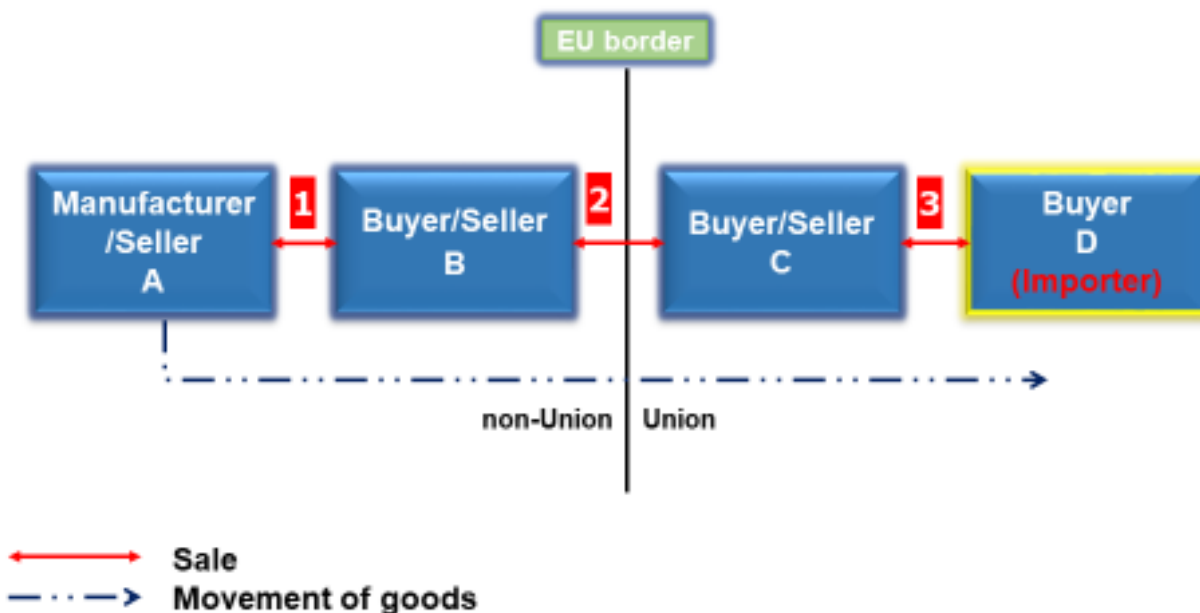 EU border
Manufacturer
/Seller
A
1
Buyer/Seller
B
2
Buyer/Seller
C
3
Buyer
D
(Importer)
non-Union
Union
Sale
Movement of goods